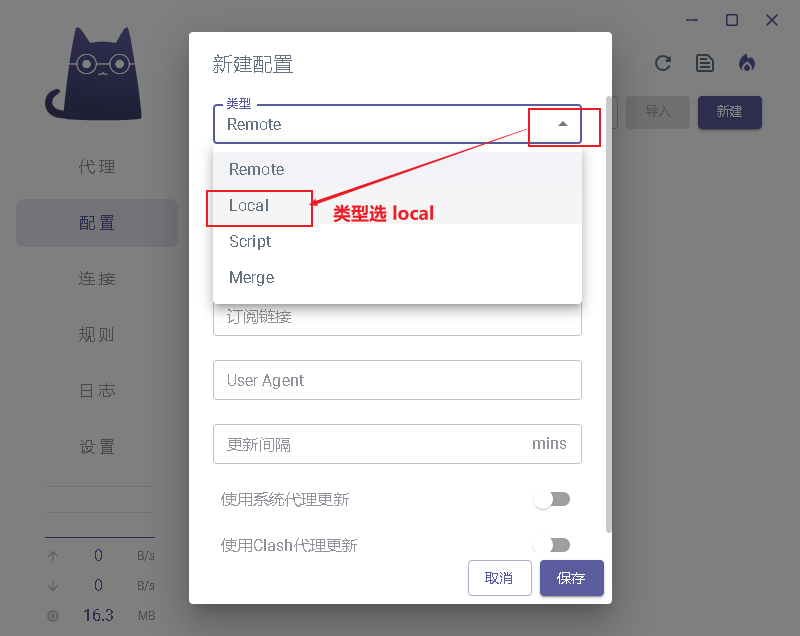 新建配置
类型
Remote
导入
新建
代理
配置
连接
规则
日志
设置
Remote
Local
类型选 local
Script
Merge
订阅链接
User Agent
更新间隔
mins
使用系统代理更新
使用Clash代理更新
取消
保存
0 B/s
0 B/s
16.3 MB